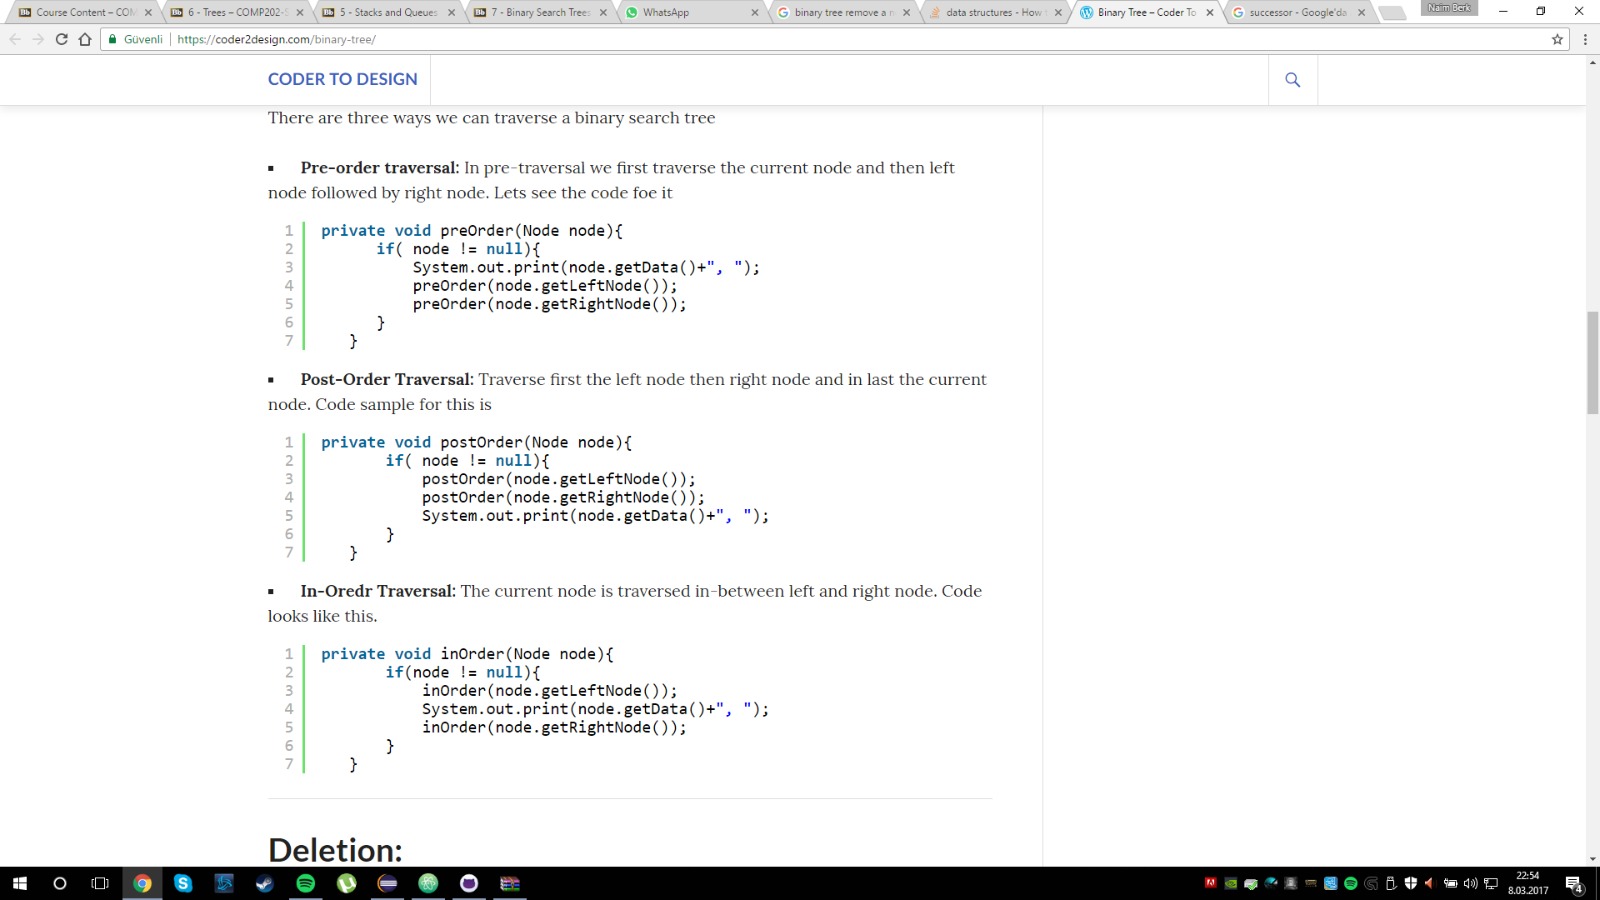 Course Content – COM
6 - Trees – COMP202-S
5 - Stacks and Queues
7 - Binary Search Trees
WhatsApp
binary tree remove a n
data structures - How t
Binary Tree – Coder To
successor - Google'da
Naim Berk
Güvenli
https://coder2design.com/binary-tree/
CODER TO DESIGN
There are three ways we can traverse a binary search tree
▪ Pre-order traversal: In pre-traversal we first traverse the current node and then left
node followed by right node. Lets see the code foe it
1 private void preOrder(Node node){
2 if( node != null){
3 System.out.print(node.getData()+", ");
4 preOrder(node.getLeftNode());
5 preOrder(node.getRightNode());
6 }
7 }
▪ Post-Order Traversal: Traverse first the left node then right node and in last the current
node. Code sample for this is
1 private void postOrder(Node node){
2 if( node != null){
3 postOrder(node.getLeftNode());
4 postOrder(node.getRightNode());
5 System.out.print(node.getData()+", ");
6 }
7 }
▪ In-Oredr Traversal: The current node is traversed in-between left and right node. Code
looks like this.
1 private void inOrder(Node node){
2 if(node != null){
3 inOrder(node.getLeftNode());
4 System.out.print(node.getData()+", ");
5 inOrder(node.getRightNode());
6 }
7 }
Deletion:
22:54
8.03.2017
4